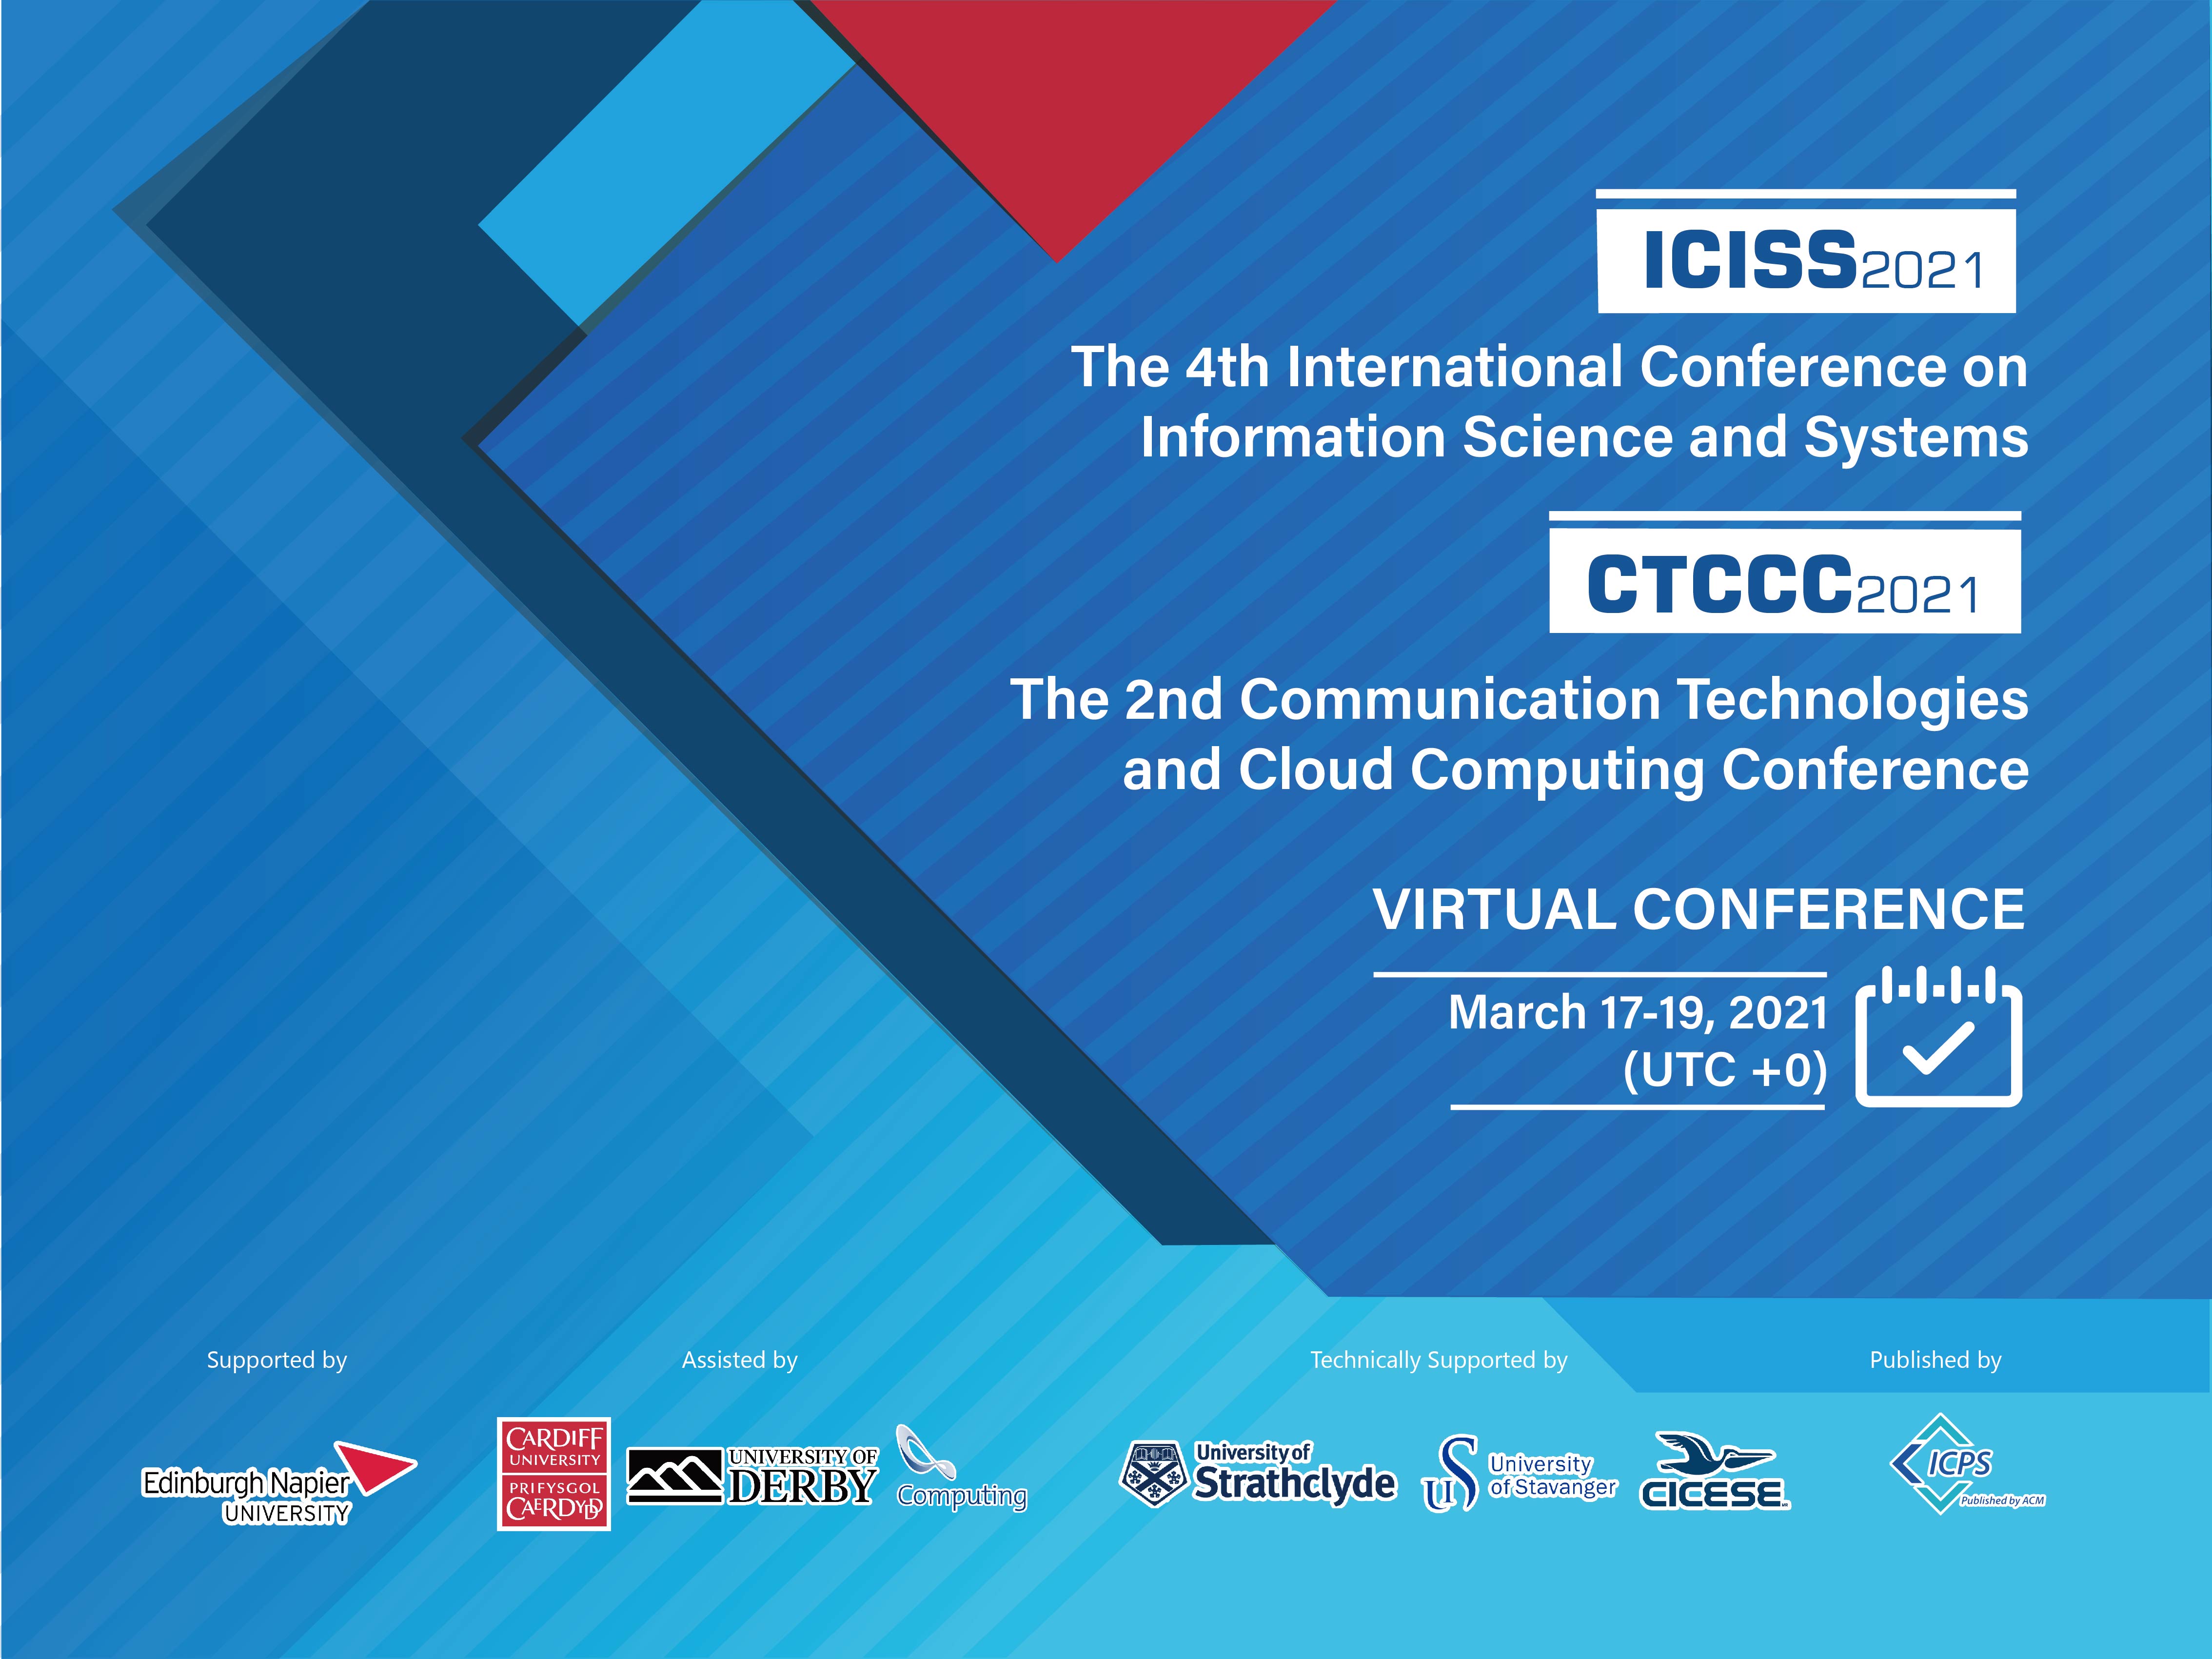 ICISS2021
The 4th International Conference on
Information Science and Systems
CTCCC2021
The 2nd Communication Technologies
and Cloud Computing Conference
VIRTUAL CONFERENCE
March 17-19, 2021
(UTC +0)
Supported by
Assisted by
Technically Supported by
Published by
Edinburgh Napier
UNIVERSITY
CARDIFF
UNIVERSITY
PRIFYSGOL
CAERDYDD
UNIVERSITY OF
DERBY
Computing
University of
Strathclyde
University
of Stavanger
CICESE
ICPS
Published by ACM